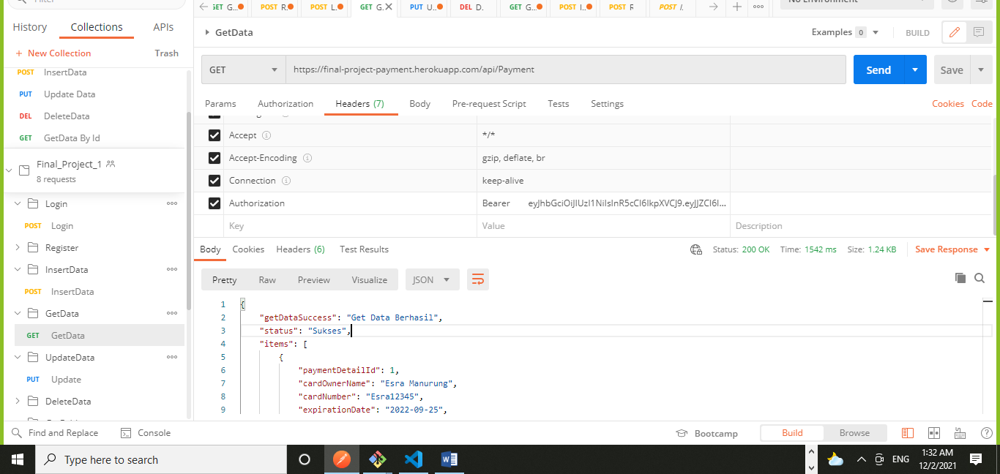 GET G... POST R POST L. GET G. PUT U... DEL D. GET G... POST I. POST R POST I. No Environment
History Collections APIs
+ New Collection Trash
POST InsertData
PUT Update Data
DEL DeleteData
GET GetData By Id
Final_Project_1
8 requests
Login
POST Login
Register
InsertData
POST InsertData
GetData
GET GetData
UpdateData
PUT Update
DeleteData
GetData Examples 0 BUILD
GET https://final-project-payment.herokuapp.com/api/Payment Send Save
Params Authorization Headers (7) Body Pre-request Script Tests Settings Cookies Code
Accept */*
Accept-Encoding gzip, deflate, br
Connection keep-alive
Authorization Bearer
Key Value Description
Body Cookies Headers (6) Test Results Status: 200 OK Time: 1542 ms Size: 1.24 KB Save Response
Pretty Raw Preview Visualize JSON
1 {
2 "getDataSuccess": "Get Data Berhasil",
3 "status": "Sukses",
4 "items": [
5 {
6 "paymentDetailId": 1,
7 "cardOwnerName": "Esra Manurung",
8 "cardNumber": "Esra12345",
9 "expirationDate": "2022-09-25",
Find and Replace Console Bootcamp Build Browse
Type here to search ENG 1:32 AM
12/2/2021